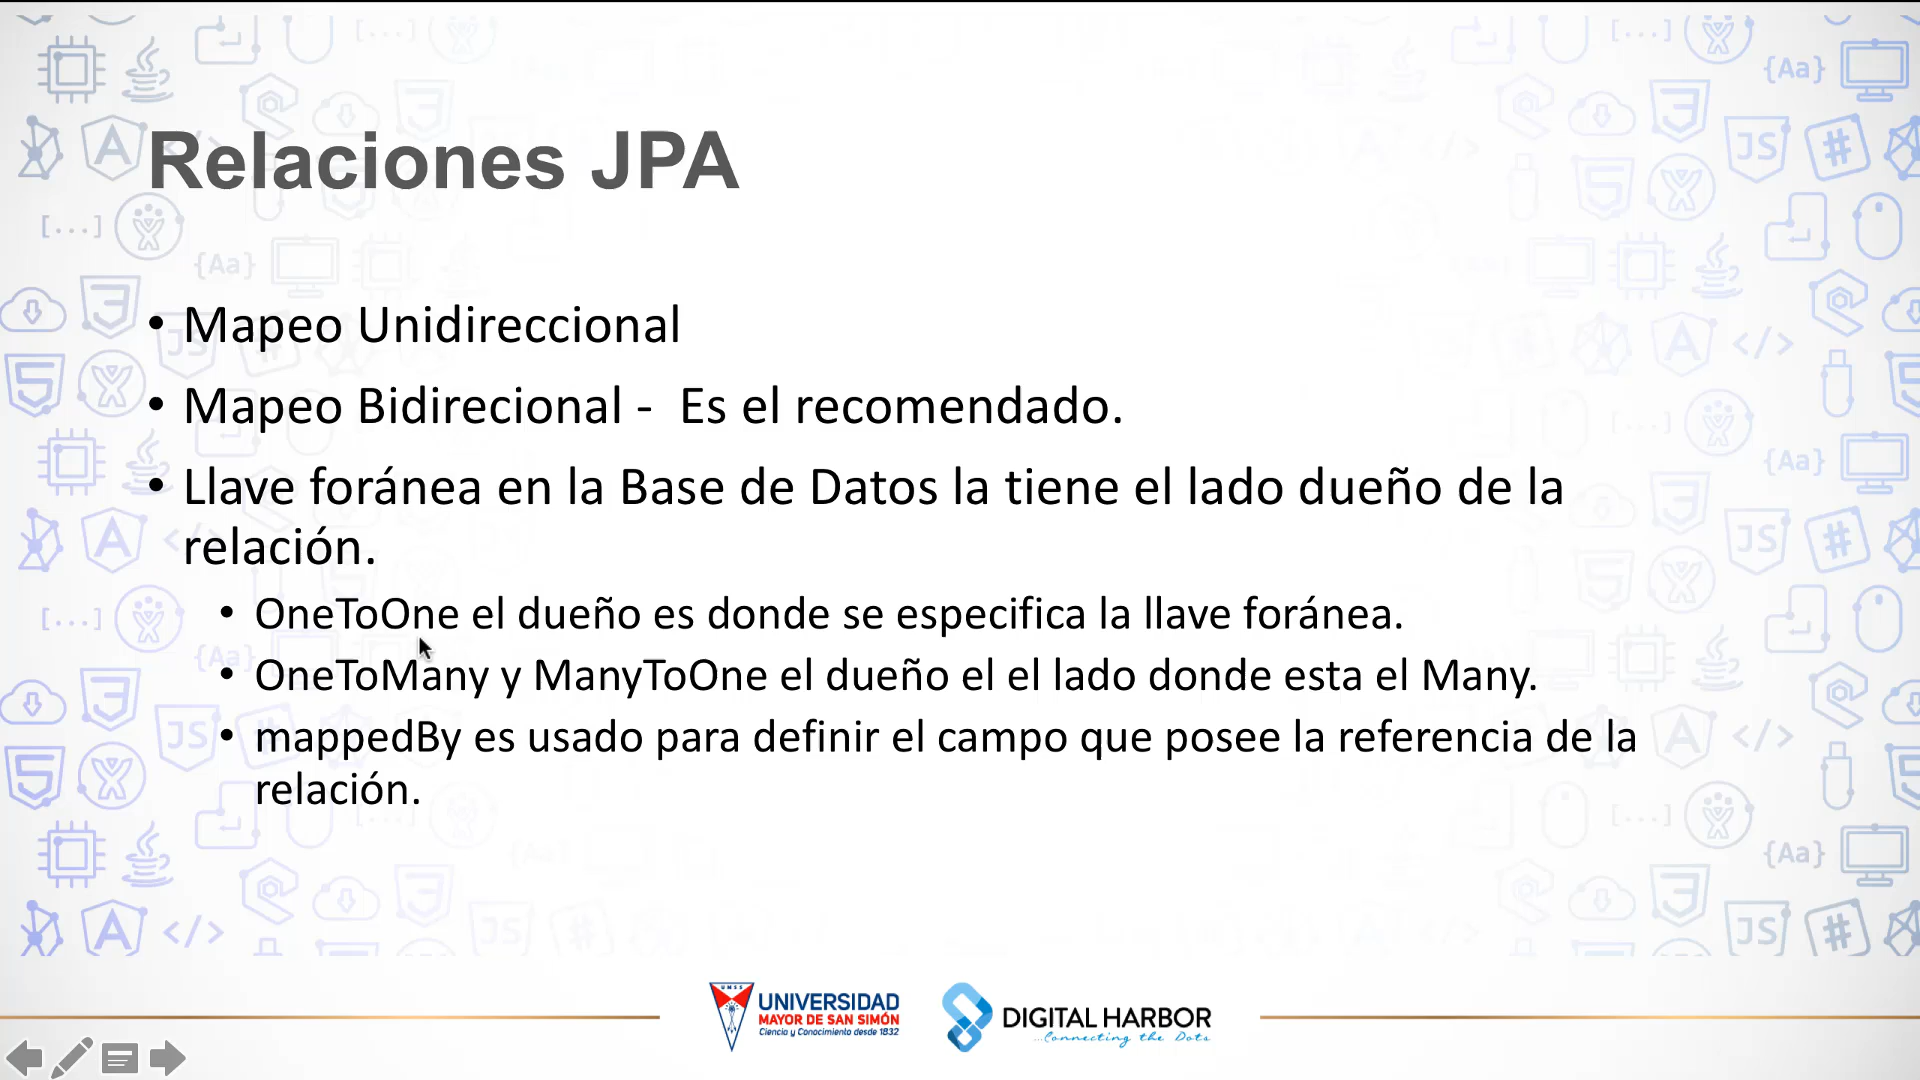 Relaciones JPA
• Mapeo Unidireccional
• Mapeo Bidirecional - Es el recomendado.
• Llave foránea en la Base de Datos la tiene el lado dueño de la
relación.
• OneToOne el dueño es donde se especifica la llave foránea.
• OneToMany y ManyToOne el dueño el el lado donde esta el Many.
• mappedBy es usado para definir el campo que posee la referencia de la
relación.
UMSS
UNIVERSIDAD
MAYOR DE SAN SIMÓN
Ciencia y Conocimiento desde 1832
DIGITAL HARBOR
...Connecting the Dots